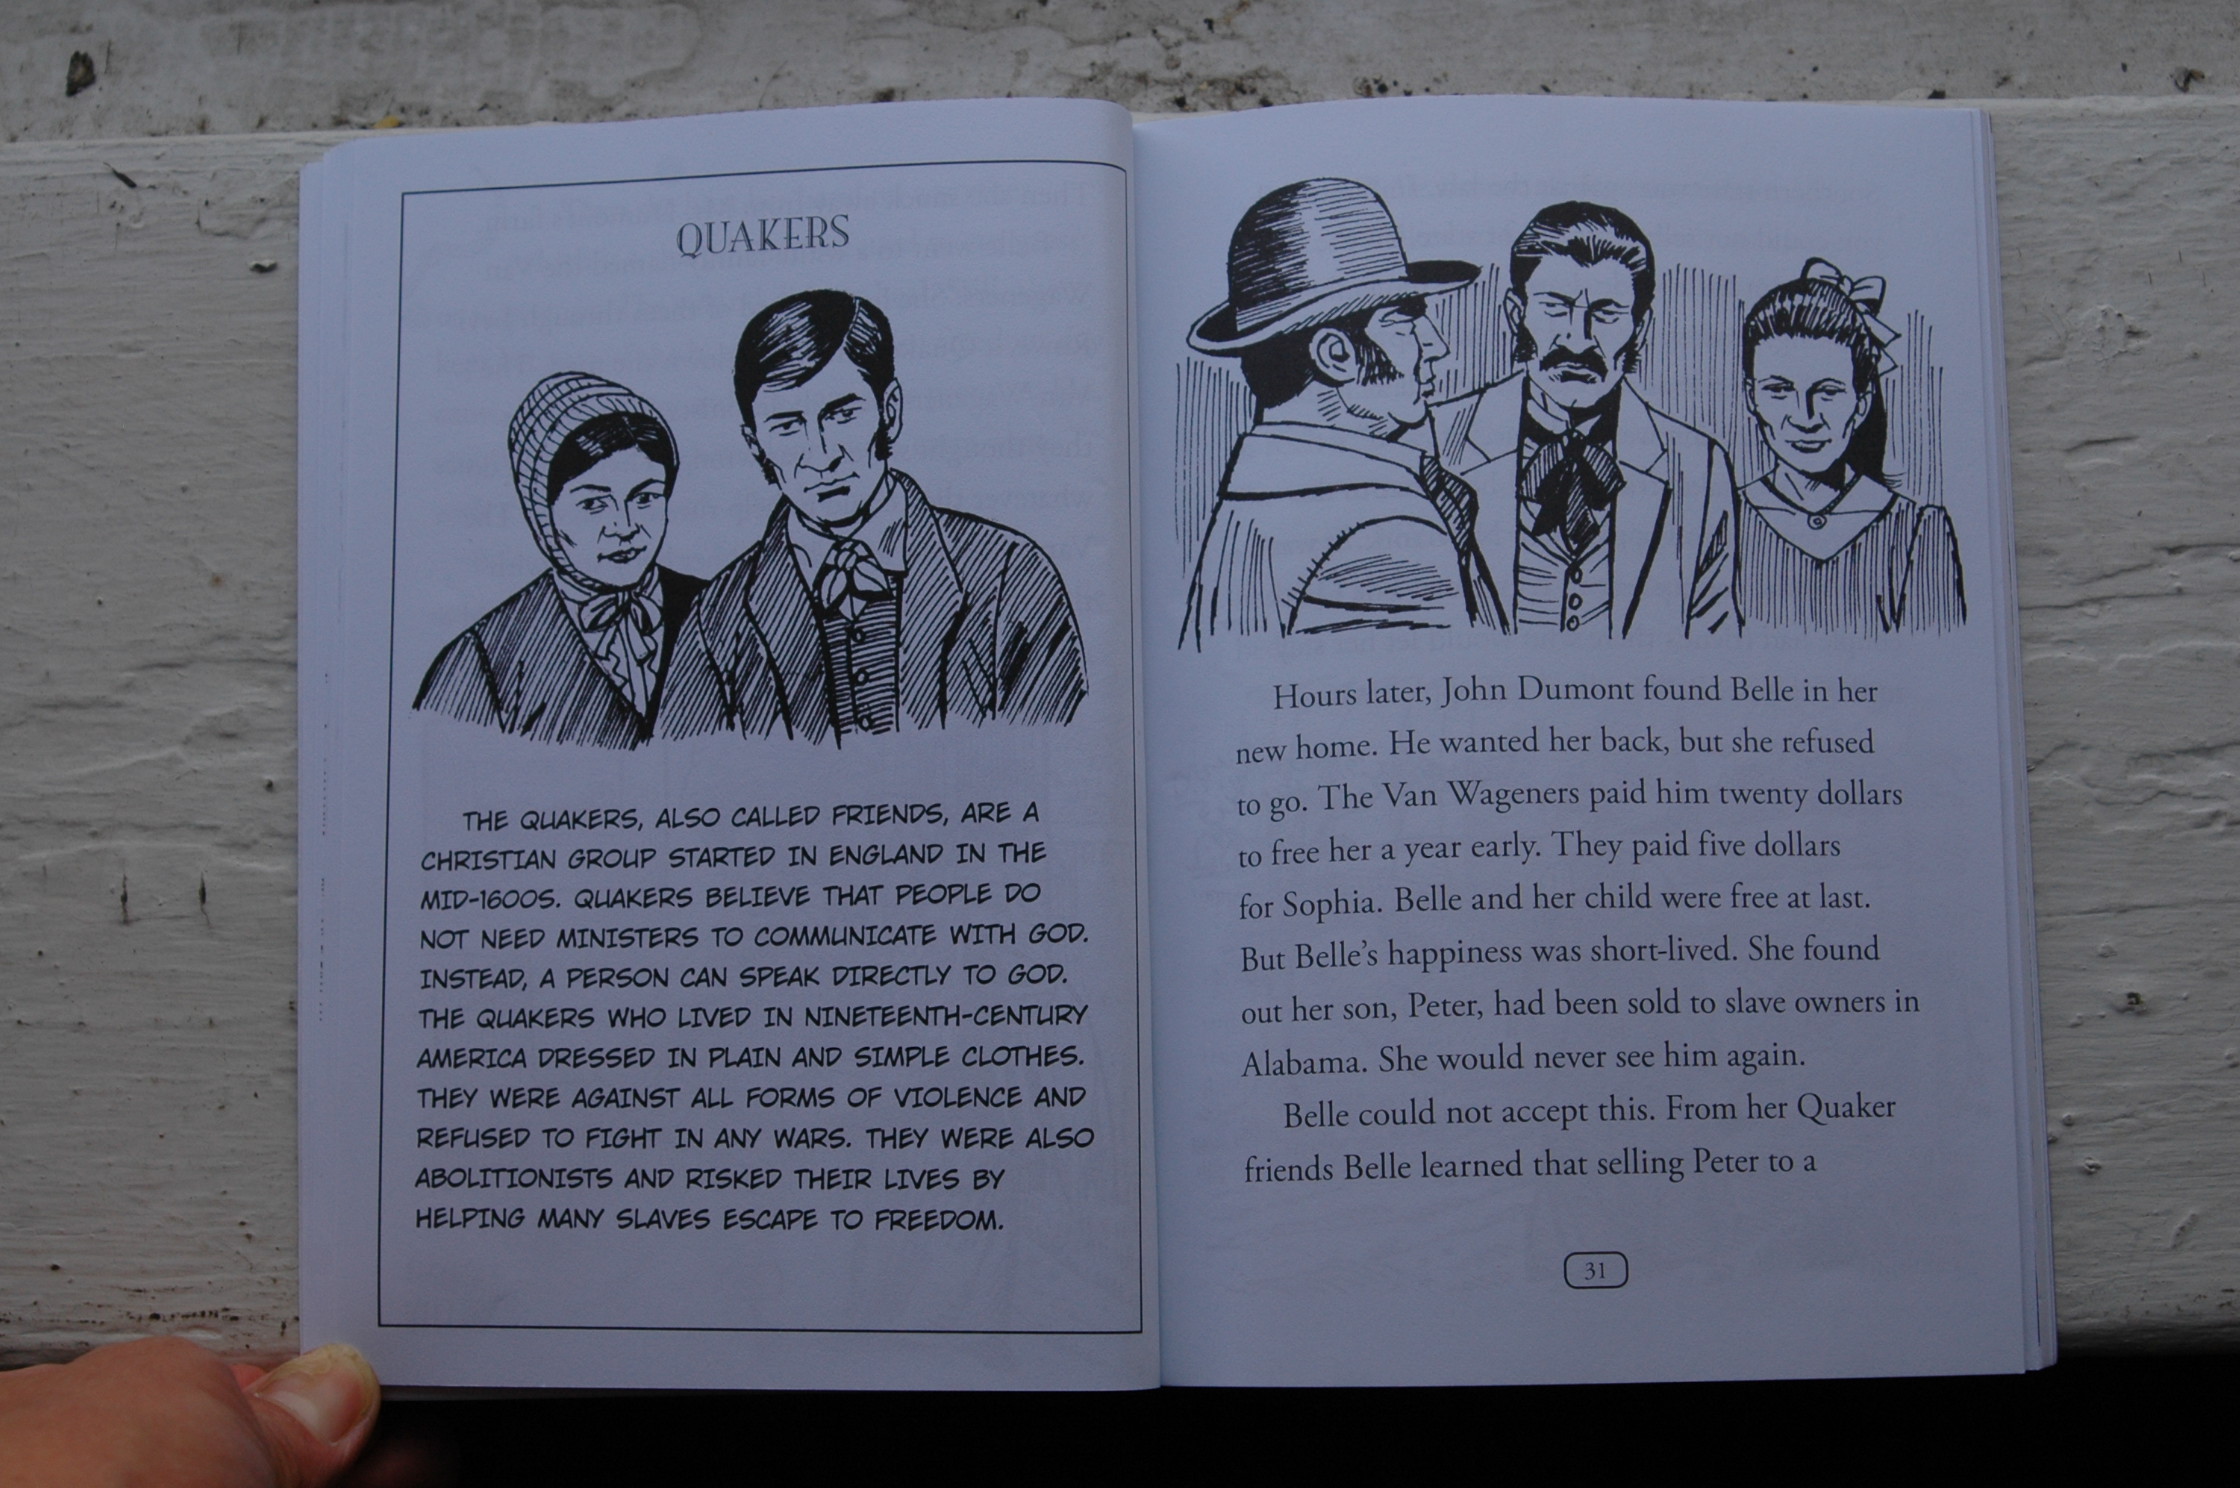 QUAKERS
THE QUAKERS, ALSO CALLED FRIENDS, ARE A
CHRISTIAN GROUP STARTED IN ENGLAND IN THE
MID-1600S. QUAKERS BELIEVE THAT PEOPLE DO
NOT NEED MINISTERS TO COMMUNICATE WITH GOD.
INSTEAD, A PERSON CAN SPEAK DIRECTLY TO GOD.
THE QUAKERS WHO LIVED IN NINETEENTH-CENTURY
AMERICA DRESSED IN PLAIN AND SIMPLE CLOTHES.
THEY WERE AGAINST ALL FORMS OF VIOLENCE AND
REFUSED TO FIGHT IN ANY WARS. THEY WERE ALSO
ABOLITIONISTS AND RISKED THEIR LIVES BY
HELPING MANY SLAVES ESCAPE TO FREEDOM.
Hours later, John Dumont found Belle in her
new home. He wanted her back, but she refused
to go. The Van Wageners paid him twenty dollars
to free her a year early. They paid five dollars
for Sophia. Belle and her child were free at last.
But Belle's happiness was short-lived. She found
out her son, Peter, had been sold to slave owners in
Alabama. She would never see him again.
Belle could not accept this. From her Quaker
friends Belle learned that selling Peter to a
31